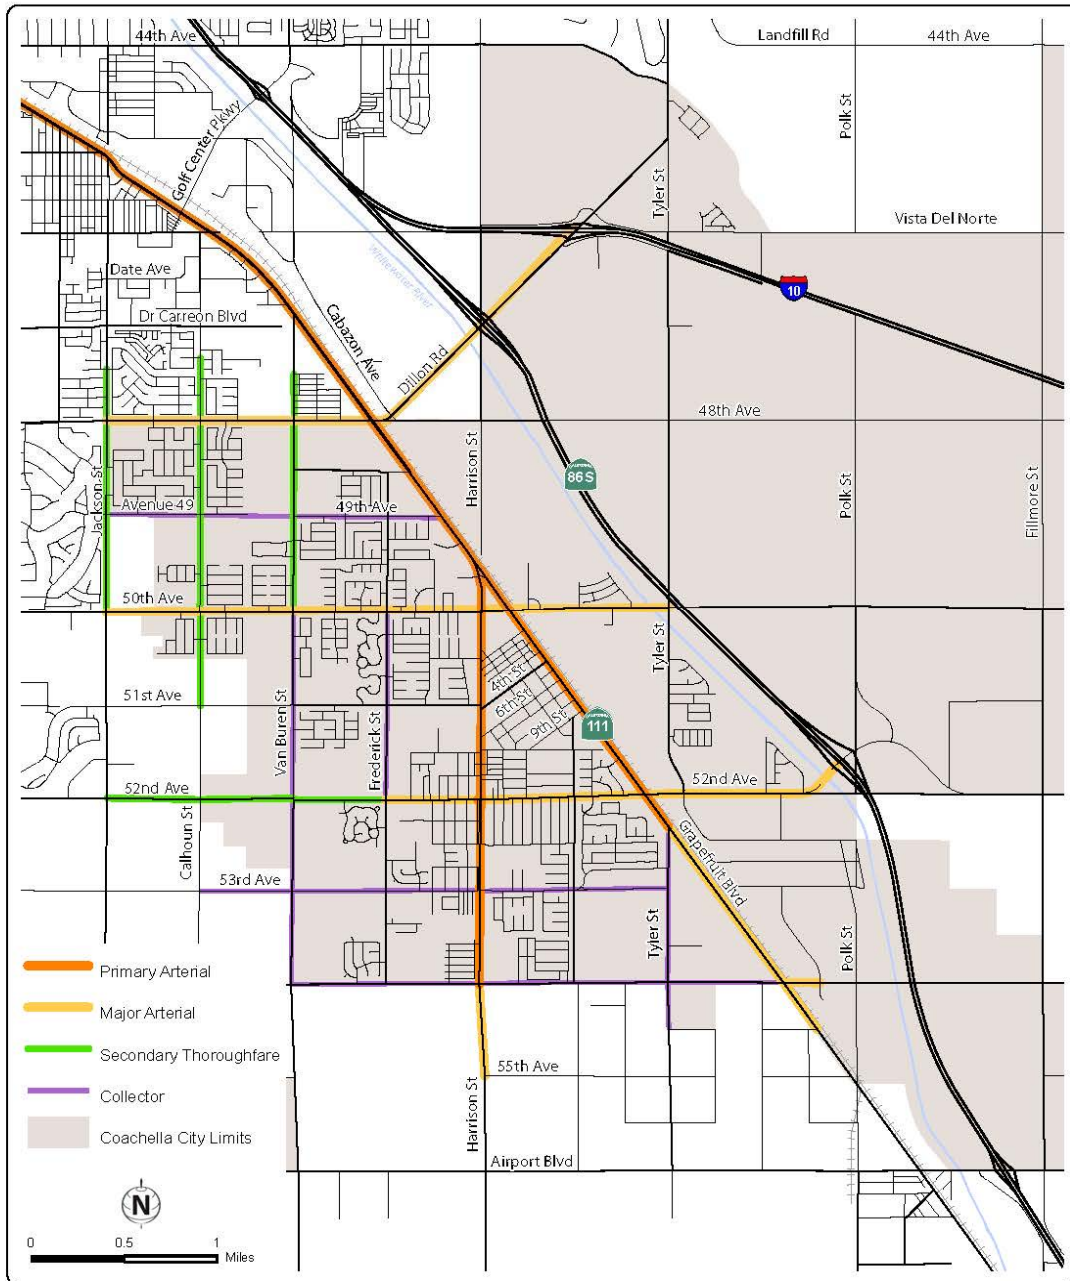 44th Ave
Landfill Rd
44th Ave
Golf Center Pkwy
Polk St
Tyler St
Vista Del Norte
Whitewater River
Date Ave
10
Dr Carreon Blvd
Cabazon Ave
Dillon Rd
48th Ave
Harrison St
Jackson St
CALIFORNIA
86S
Polk St
Fillmore St
Avenue 49
49th Ave
50th Ave
Tyler St
4th St
6th St
9th St
51st Ave
Van Buren St
Frederick St
CALIFORNIA
111
52nd Ave
52nd Ave
Calhoun St
Grapefruit Blvd
53rd Ave
Tyler St
Polk St
Primary Arterial
Major Arterial
Secondary Thoroughfare
Collector
Coachella City Limits
55th Ave
Harrison St
Airport Blvd
N
0 0.5 1
Miles